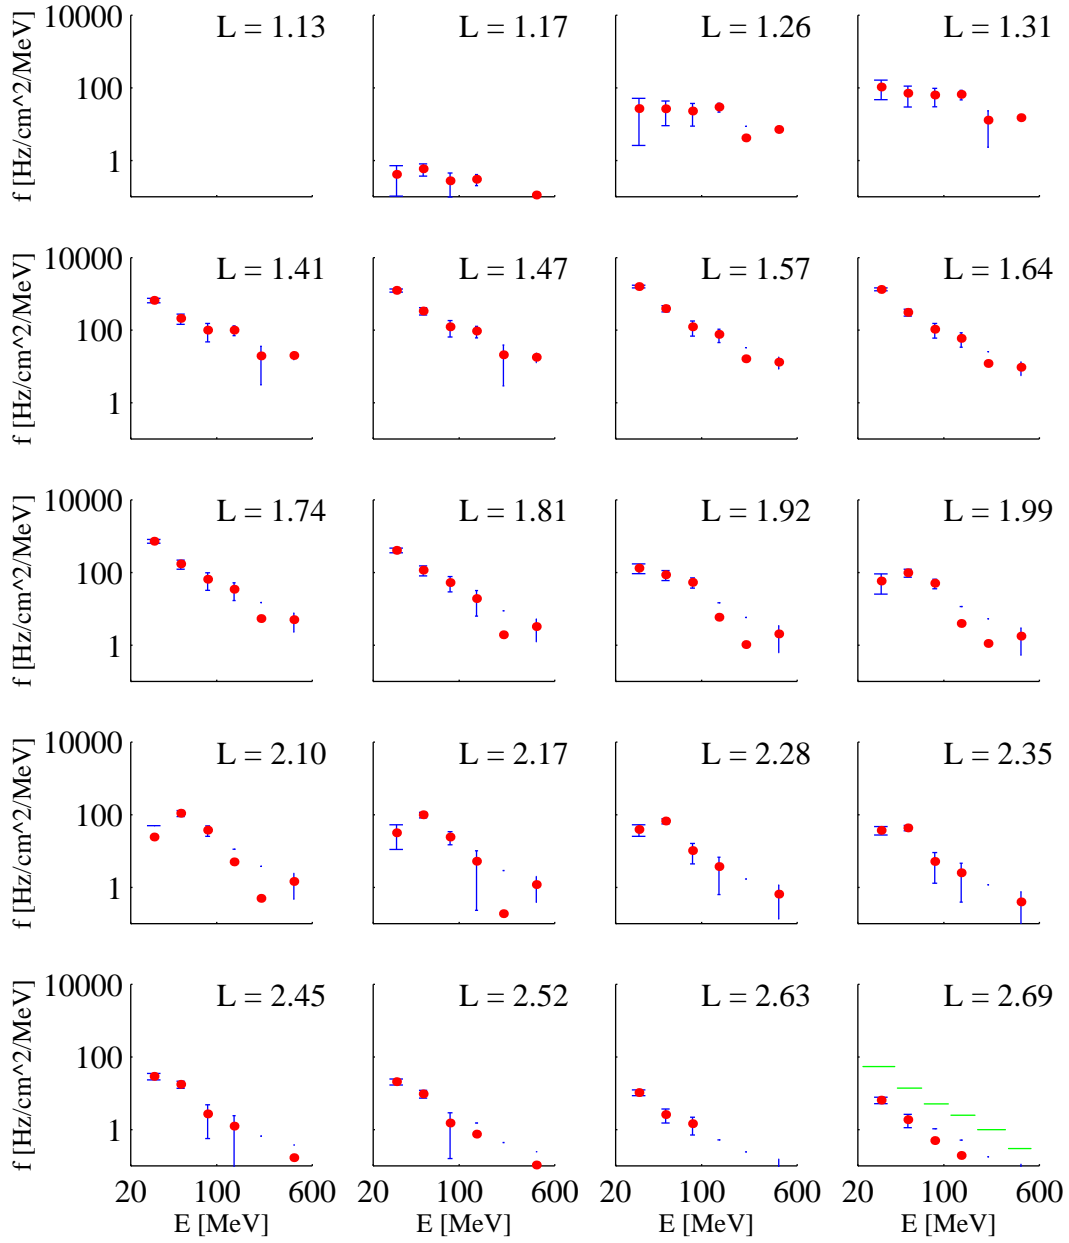 10000
100
1
f [Hz/cm^2/MeV]
L = 1.13
L = 1.17
L = 1.26
L = 1.31
10000
100
1
f [Hz/cm^2/MeV]
L = 1.41
L = 1.47
L = 1.57
L = 1.64
10000
100
1
f [Hz/cm^2/MeV]
L = 1.74
L = 1.81
L = 1.92
L = 1.99
10000
100
1
f [Hz/cm^2/MeV]
L = 2.10
L = 2.17
L = 2.28
L = 2.35
10000
100
1
f [Hz/cm^2/MeV]
L = 2.45
L = 2.52
L = 2.63
L = 2.69
20 100 600
E [MeV]
20 100 600
E [MeV]
20 100 600
E [MeV]
20 100 600
E [MeV]